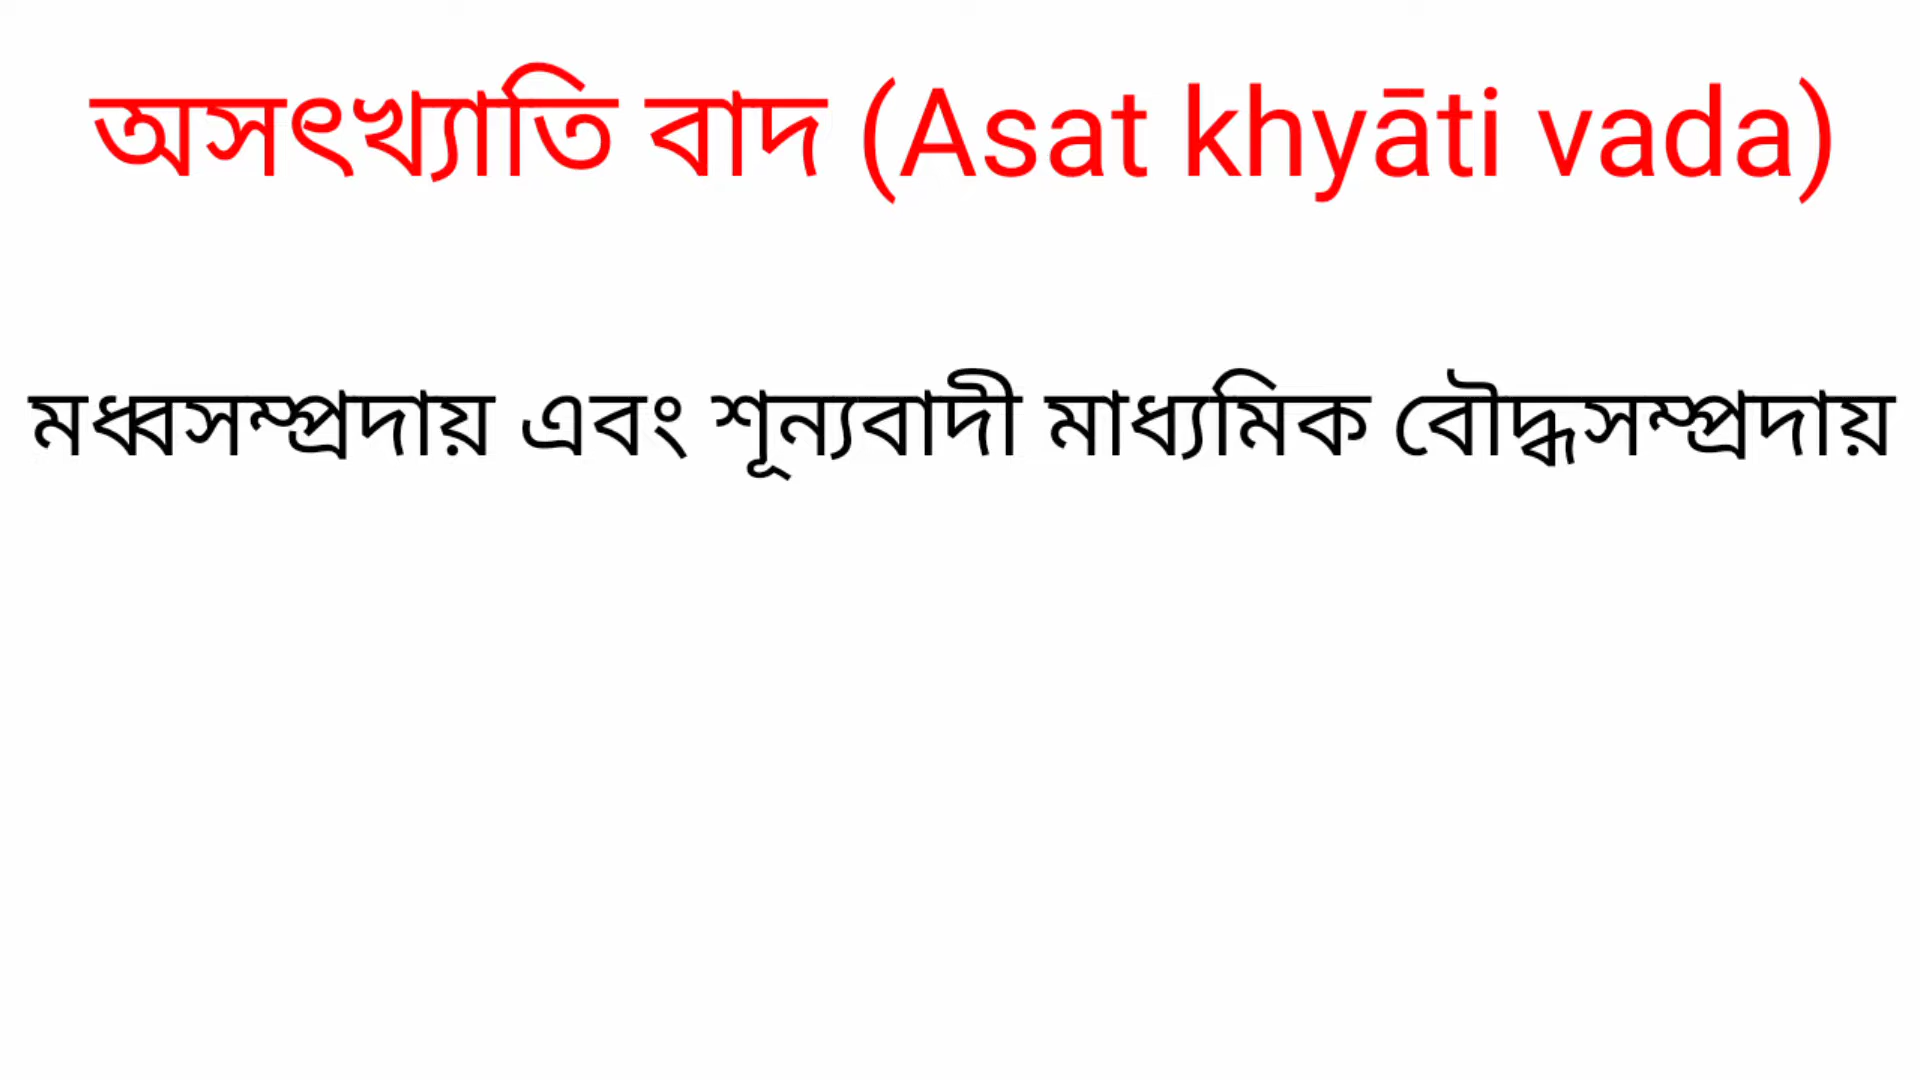 অসৎখ্যাতি বাদ (Asat khyāti vada)
মধ্বসম্প্রদায় এবং শূন্যবাদী মাধ্যমিক বৌদ্ধসম্প্রদায়